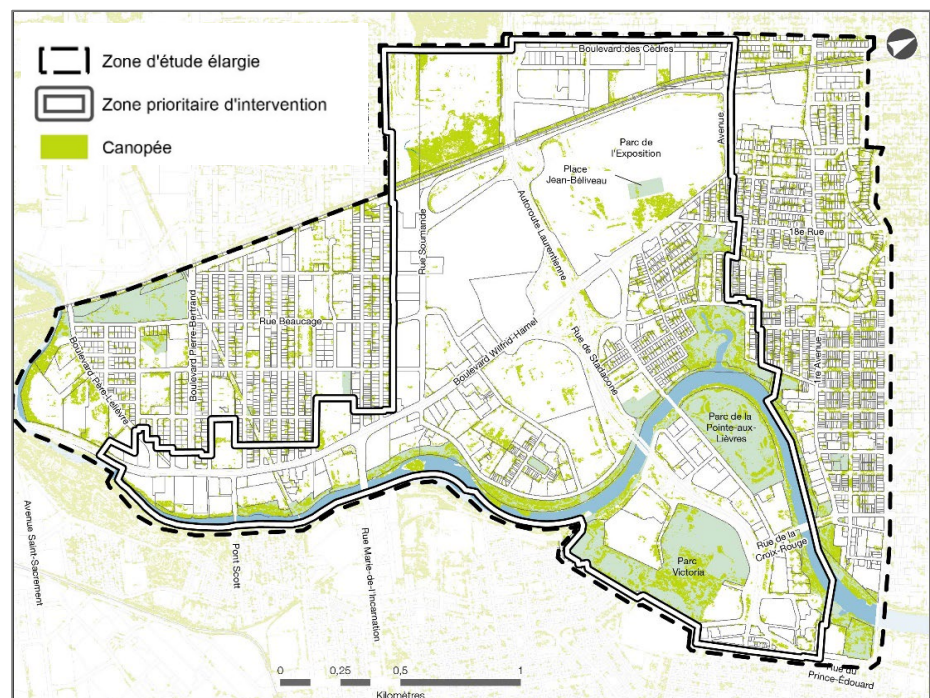 Zone d'étude élargie
Zone prioritaire d'intervention
Canopée
Boulevard des Cèdres
Avenue
Parc de
l'Exposition
Place
Jean-Béliveau
Autoroute Laurentienne
Rue Soumande
18e Rue
1re Avenue
Rue Beaucage
Boulevard Pierre-Bertrand
Boulevard Père-Lelièvre
Boulevard Wilfrid-Hamel
Rue de Stadacone
Parc de la
Pointe-aux-
Lièvres
Rue de la
Croix-Rouge
Parc
Victoria
Avenue Saint-Sacrement
Pont Scott
Rue Marie-de-l'Incarnation
Rue du
Prince-Édouard
0 0,25 0,5 1
Kilomètres